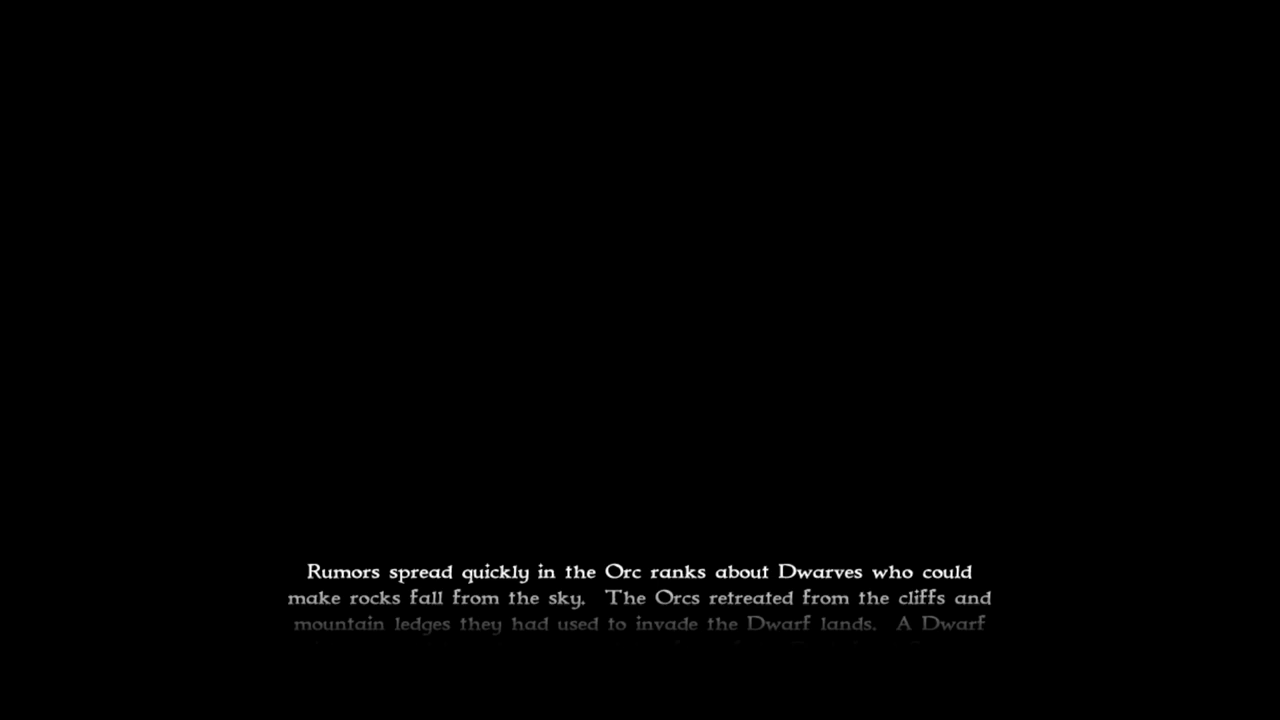 Rumors spread quickly in the Orc ranks about Dwarves who could
make rocks fall from the sky.  The Orcs retreated from the cliffs and
mountain ledges they had used to invade the Dwarf lands.  A Dwarf